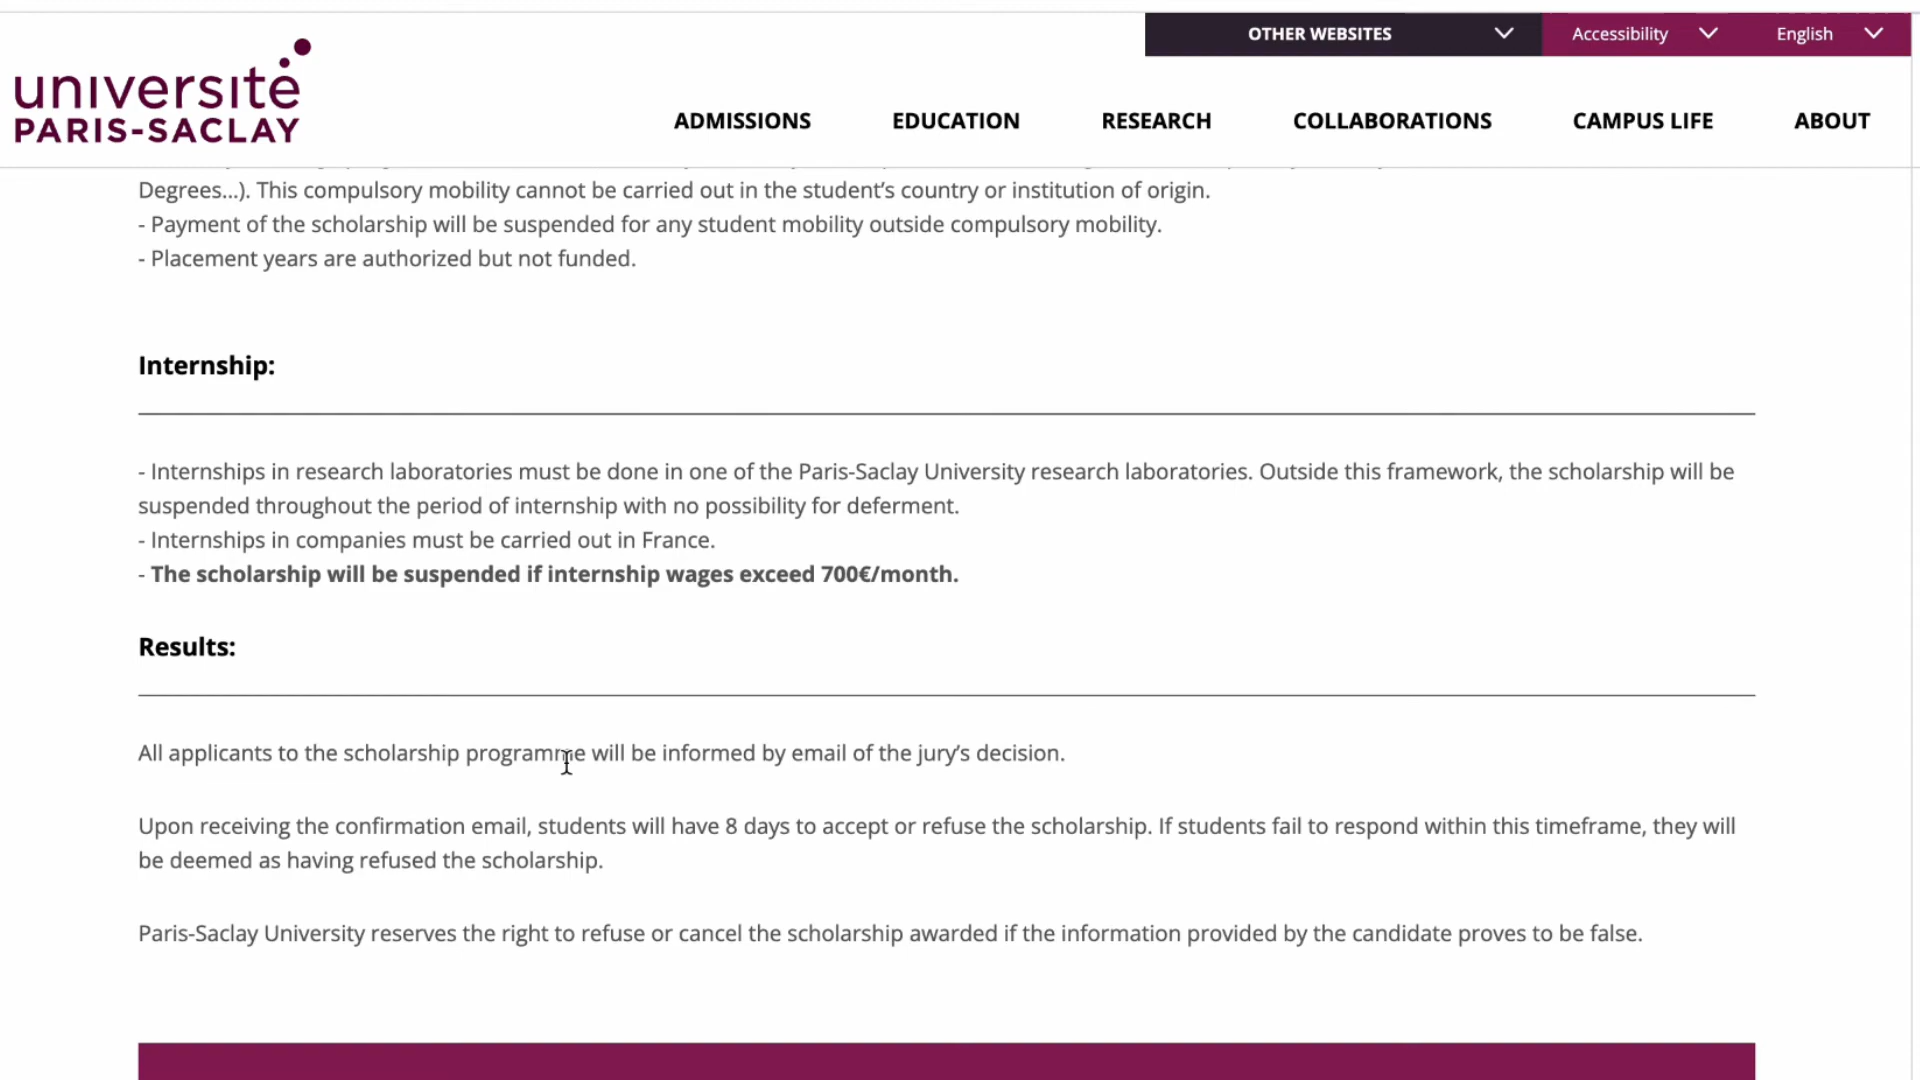 OTHER WEBSITES
Accessibility
English
université
PARIS-SACLAY
ADMISSIONS
EDUCATION
RESEARCH
COLLABORATIONS
CAMPUS LIFE
ABOUT
Degrees...). This compulsory mobility cannot be carried out in the student’s country or institution of origin.
- Payment of the scholarship will be suspended for any student mobility outside compulsory mobility.
- Placement years are authorized but not funded.
Internship:
- Internships in research laboratories must be done in one of the Paris-Saclay University research laboratories. Outside this framework, the scholarship will be
suspended throughout the period of internship with no possibility for deferment.
- Internships in companies must be carried out in France.
- The scholarship will be suspended if internship wages exceed 700€/month.
Results:
All applicants to the scholarship programme will be informed by email of the jury’s decision.
Upon receiving the confirmation email, students will have 8 days to accept or refuse the scholarship. If students fail to respond within this timeframe, they will
be deemed as having refused the scholarship.
Paris-Saclay University reserves the right to refuse or cancel the scholarship awarded if the information provided by the candidate proves to be false.